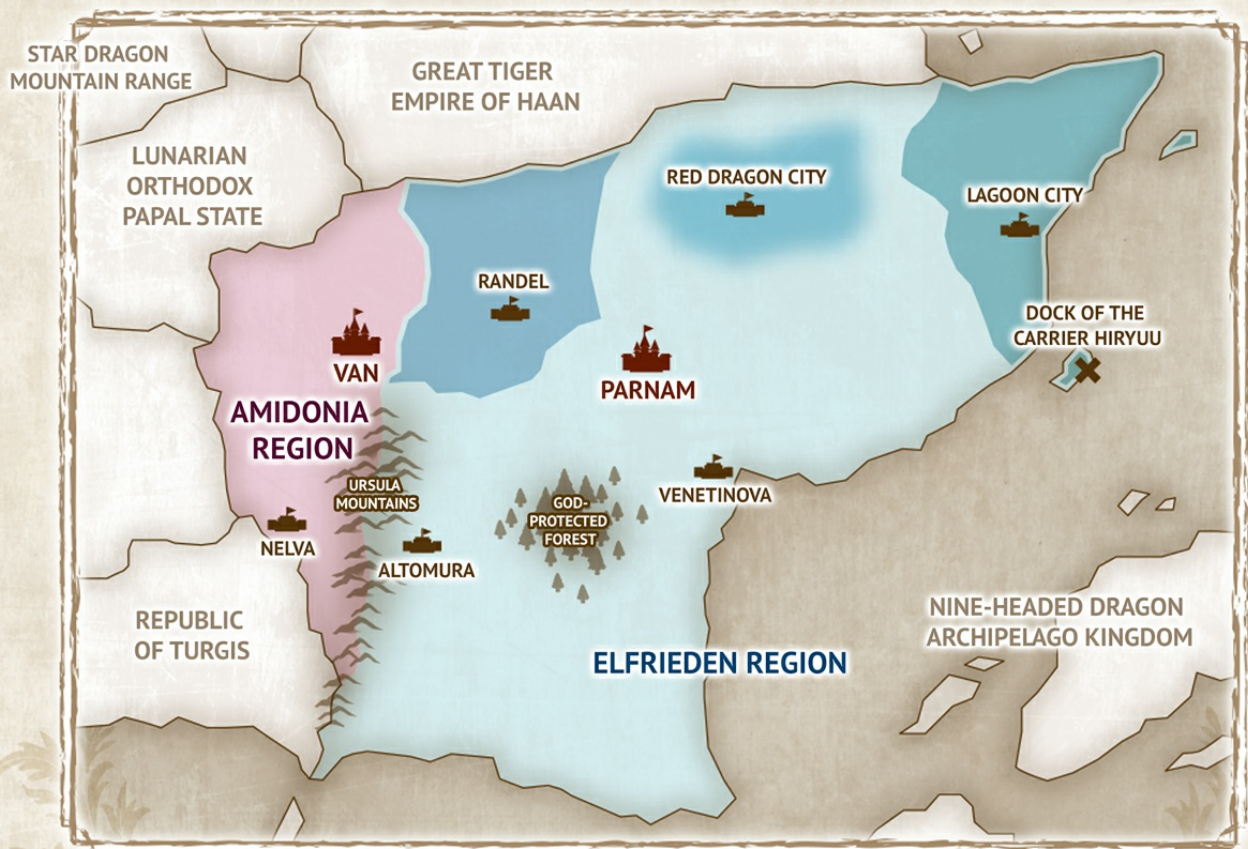 STAR DRAGON
MOUNTAIN RANGE
GREAT TIGER
EMPIRE OF HAAN
LUNARIAN
ORTHODOX
PAPAL STATE
RED DRAGON CITY
LAGOON CITY
RANDEL
DOCK OF THE
CARRIER HIRYUU
VAN
PARNAM
AMIDONIA
REGION
URSULA
MOUNTAINS
GOD-
PROTECTED
FOREST
VENETINOVA
NELVA
ALTOMURA
REPUBLIC
OF TURGIS
NINE-HEADED DRAGON
ARCHIPELAGO KINGDOM
ELFRIEDEN REGION